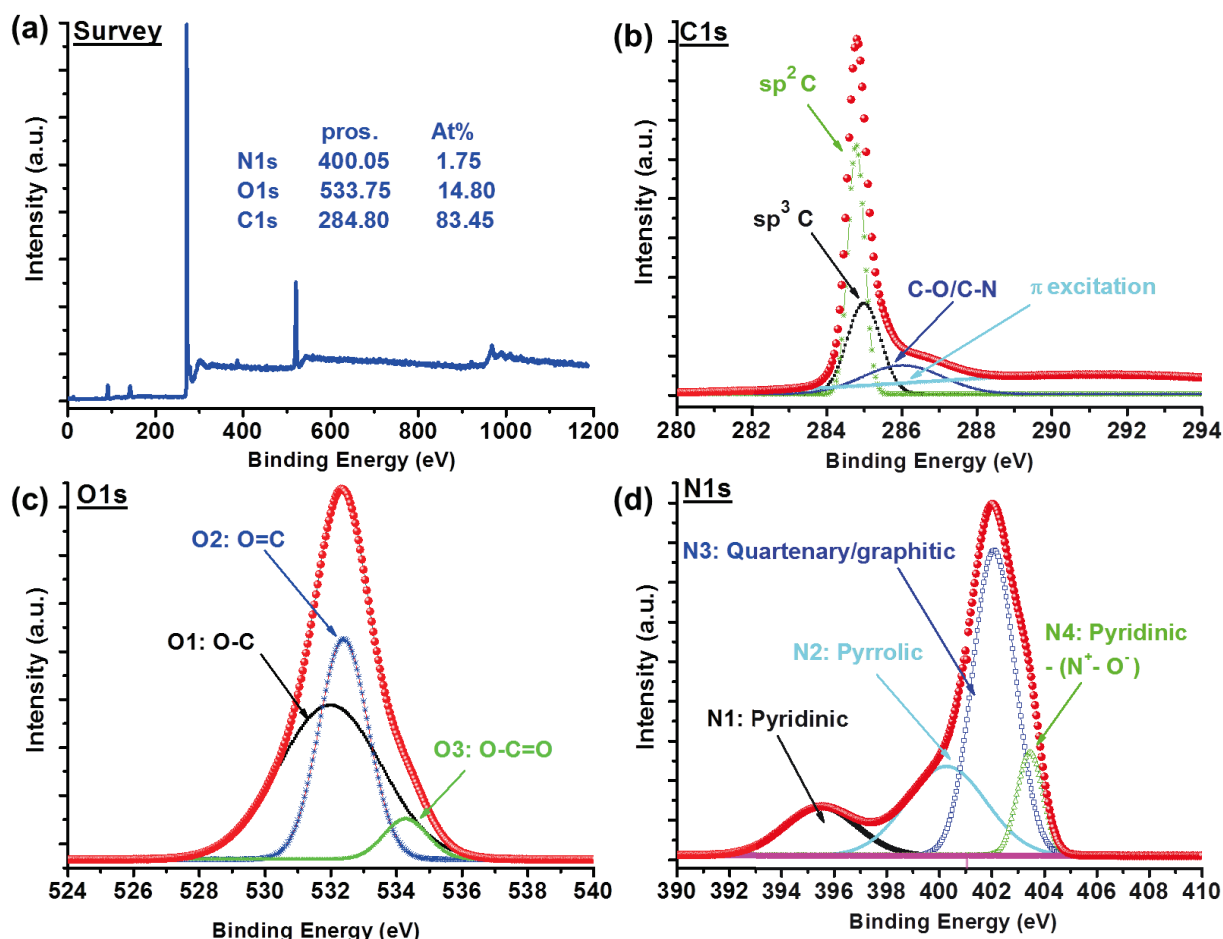 (a) Survey
Intensity (a.u.)
pros. At%
N1s 400.05 1.75
O1s 533.75 14.80
C1s 284.80 83.45
0 200 400 600 800 1000 1200
Binding Energy (eV)
(b) C1s
Intensity (a.u.)
sp² C
sp³ C
C-O/C-N
π excitation
280 282 284 286 288 290 292 294
Binding Energy (eV)
(c) O1s
Intensity (a.u.)
O2: O=C
O1: O-C
O3: O-C=O
524 526 528 530 532 534 536 538 540
Binding Energy (eV)
(d) N1s
Intensity (a.u.)
N3: Quartenary/graphitic
N2: Pyrrolic
N4: Pyridinic
- (N⁺- O⁻)
N1: Pyridinic
390 392 394 396 398 400 402 404 406 408 410
Binding Energy (eV)